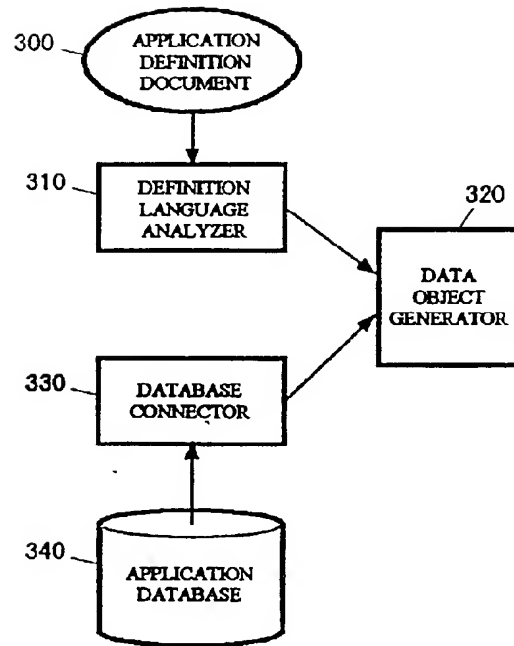 300
APPLICATION
DEFINITION
DOCUMENT
310
DEFINITION
LANGUAGE
ANALYZER
320
DATA
OBJECT
GENERATOR
330
DATABASE
CONNECTOR
340
APPLICATION
DATABASE